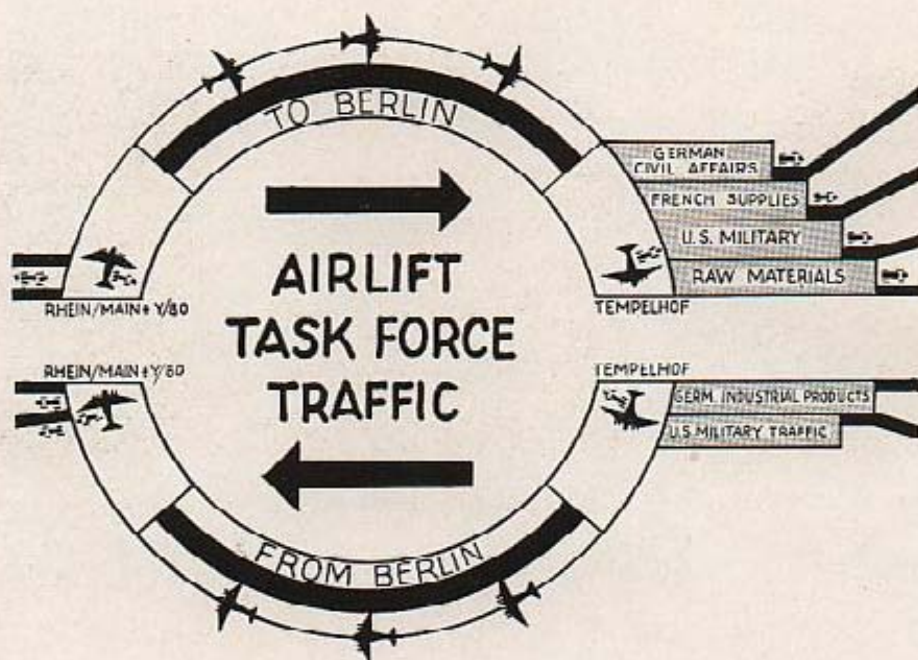 TO BERLIN
GERMAN
CIVIL AFFAIRS
FRENCH SUPPLIES
U.S. MILITARY
RAW MATERIALS
RHEIN/MAIN + Y/80
TEMPELHOF
AIRLIFT
TASK FORCE
TRAFFIC
RHEIN/MAIN + Y/80
TEMPELHOF
GERM. INDUSTRIAL PRODUCTS
U.S. MILITARY TRAFFIC
FROM BERLIN